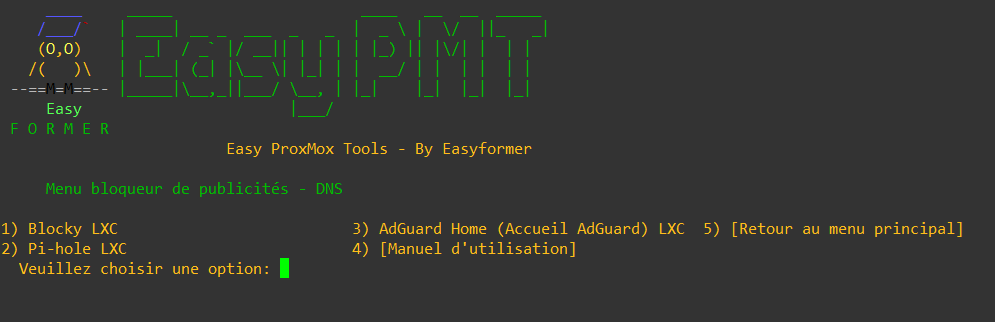 EasyPMT
(O,O)
--==M=M==--
Easy
F O R M E R
Easy ProxMox Tools - By Easyformer
Menu bloqueur de publicités - DNS
1) Blocky LXC 3) AdGuard Home (Accueil AdGuard) LXC 5) [Retour au menu principal]
2) Pi-hole LXC 4) [Manuel d'utilisation]
Veuillez choisir une option: